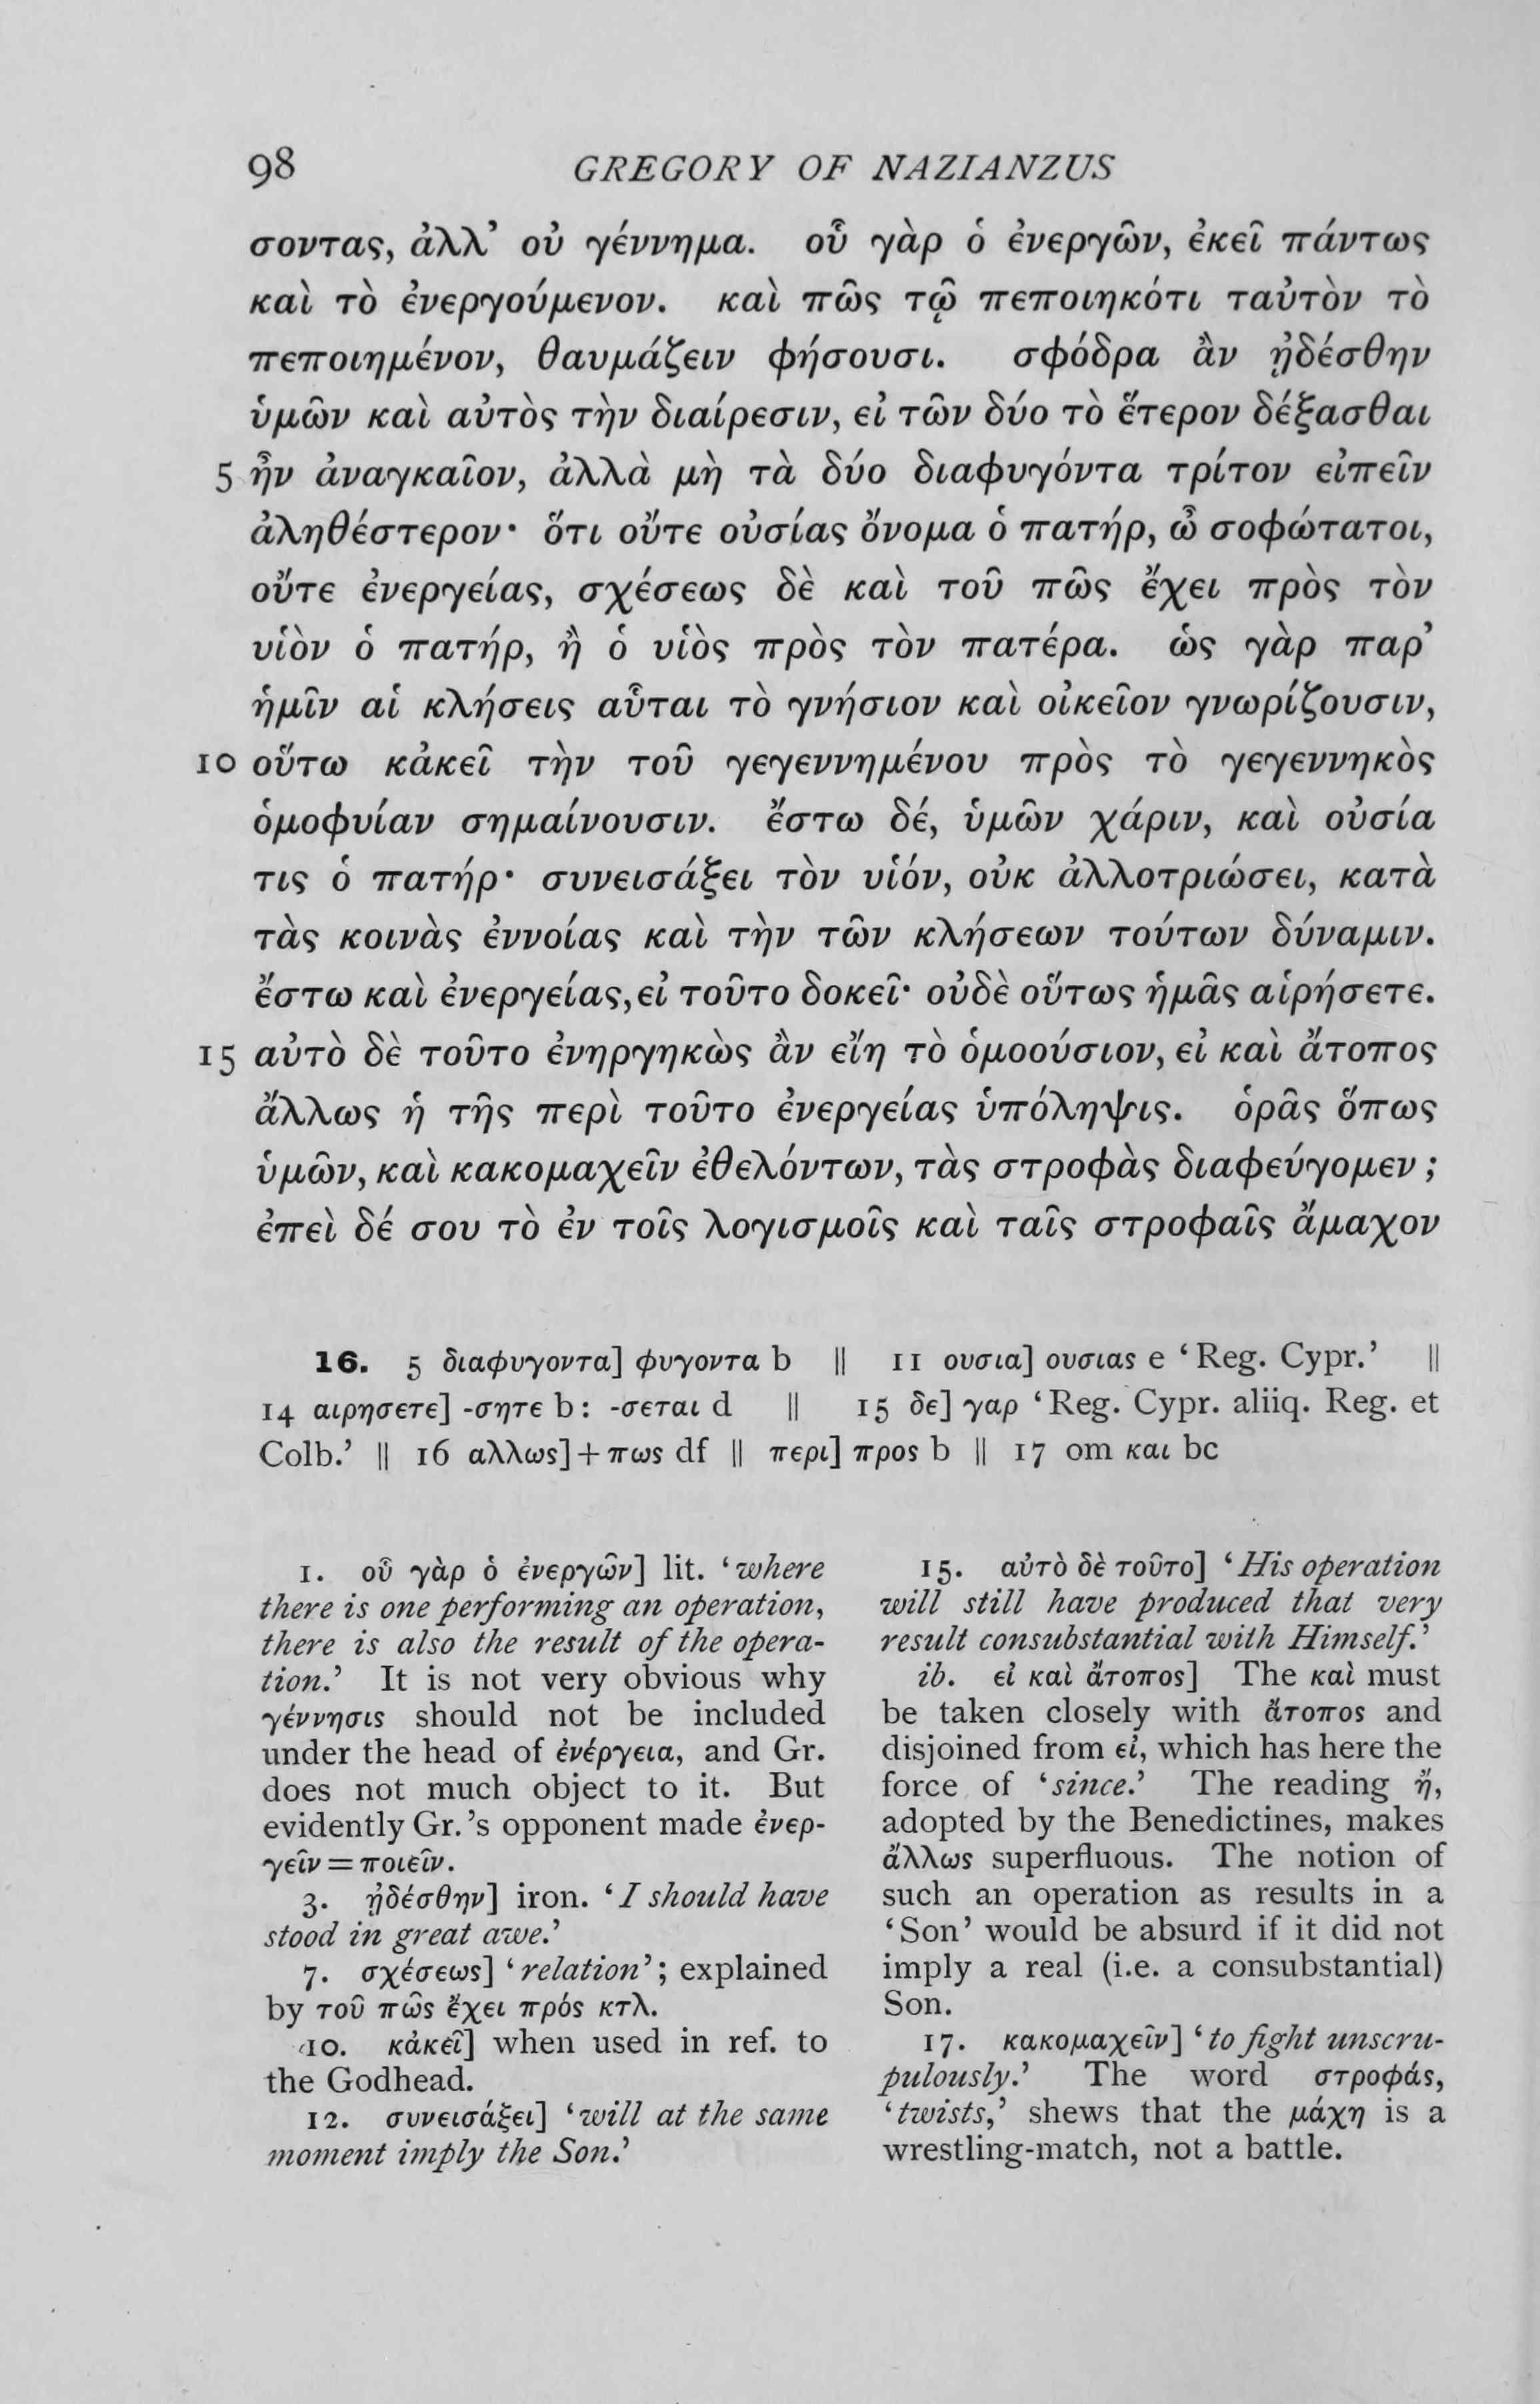 98 GREGORY OF NAZIANZUS
σοντας, ἀλλ’ οὐ γέννημα. οὗ γὰρ ὁ ἐνεργῶν, ἐκεῖ πάντως
καὶ τὸ ἐνεργούμενον. καὶ πῶς τῷ πεποιηκότι ταὐτὸν τὸ
πεποιημένον, θαυμάζειν φήσουσι. σφόδρα ἂν ᾐδέσθην
ὑμῶν καὶ αὐτὸς τὴν διαίρεσιν, εἰ τῶν δύο τὸ ἕτερον δέξασθαι
5 ἦν ἀναγκαῖον, ἀλλὰ μὴ τὰ δύο διαφυγόντα τρίτον εἰπεῖν
ἀληθέστερον· ὅτι οὔτε οὐσίας ὄνομα ὁ πατήρ, ὦ σοφώτατοι,
οὔτε ἐνεργείας, σχέσεως δὲ καὶ τοῦ πῶς ἔχει πρὸς τὸν
υἱὸν ὁ πατήρ, ἢ ὁ υἱὸς πρὸς τὸν πατέρα. ὡς γὰρ παρ’
ἡμῖν αἱ κλήσεις αὗται τὸ γνήσιον καὶ οἰκεῖον γνωρίζουσιν,
10 οὕτω κἀκεῖ τὴν τοῦ γεγεννημένου πρὸς τὸ γεγεννηκὸς
ὁμοφυίαν σημαίνουσιν. ἔστω δέ, ὑμῶν χάριν, καὶ οὐσία
τις ὁ πατήρ· συνεισάξει τὸν υἱόν, οὐκ ἀλλοτριώσει, κατὰ
τὰς κοινὰς ἐννοίας καὶ τὴν τῶν κλήσεων τούτων δύναμιν.
ἔστω καὶ ἐνεργείας, εἰ τοῦτο δοκεῖ· οὐδὲ οὕτως ἡμᾶς αἱρήσετε.
15 αὐτὸ δὲ τοῦτο ἐνηργηκὼς ἂν εἴη τὸ ὁμοούσιον, εἰ καὶ ἄτοπος
ἄλλως ἡ τῆς περὶ τοῦτο ἐνεργείας ὑπόληψις. ὁρᾷς ὅπως
ὑμῶν, καὶ κακομαχεῖν ἐθελόντων, τὰς στροφὰς διαφεύγομεν ;
ἐπεὶ δέ σου τὸ ἐν τοῖς λογισμοῖς καὶ ταῖς στροφαῖς ἄμαχον
16. 5 διαφυγοντα] φυγοντα b || 11 ουσια] ουσιας e ‘Reg. Cypr.’ ||
14 αιρησετε] -σητε b : -σεται d || 15 δε] γαρ ‘Reg. Cypr. aliiq. Reg. et
Colb.’ || 16 αλλως]+πως df || περι] προς b || 17 om και bc
1. οὗ γὰρ ὁ ἐνεργῶν] lit. ‘where
there is one performing an operation,
there is also the result of the opera-
tion.’ It is not very obvious why
γέννησις should not be included
under the head of ἐνέργεια, and Gr.
does not much object to it. But
evidently Gr.’s opponent made ἐνερ-
γεῖν = ποιεῖν.
3. ᾐδέσθην] iron. ‘I should have
stood in great awe.’
7. σχέσεως] ‘relation’; explained
by τοῦ πῶς ἔχει πρός κτλ.
10. κἀκεῖ] when used in ref. to
the Godhead.
12. συνεισάξει] ‘will at the same
moment imply the Son.’
15. αὐτὸ δὲ τοῦτο] ‘His operation
will still have produced that very
result consubstantial with Himself.’
ib. εἰ καὶ ἄτοπος] The καὶ must
be taken closely with ἄτοπος and
disjoined from εἰ, which has here the
force of ‘since.’ The reading ἤ,
adopted by the Benedictines, makes
ἄλλως superfluous. The notion of
such an operation as results in a
‘Son’ would be absurd if it did not
imply a real (i.e. a consubstantial)
Son.
17. κακομαχεῖν] ‘to fight unscru-
pulously.’ The word στροφάς,
‘twists,’ shews that the μάχη is a
wrestling-match, not a battle.